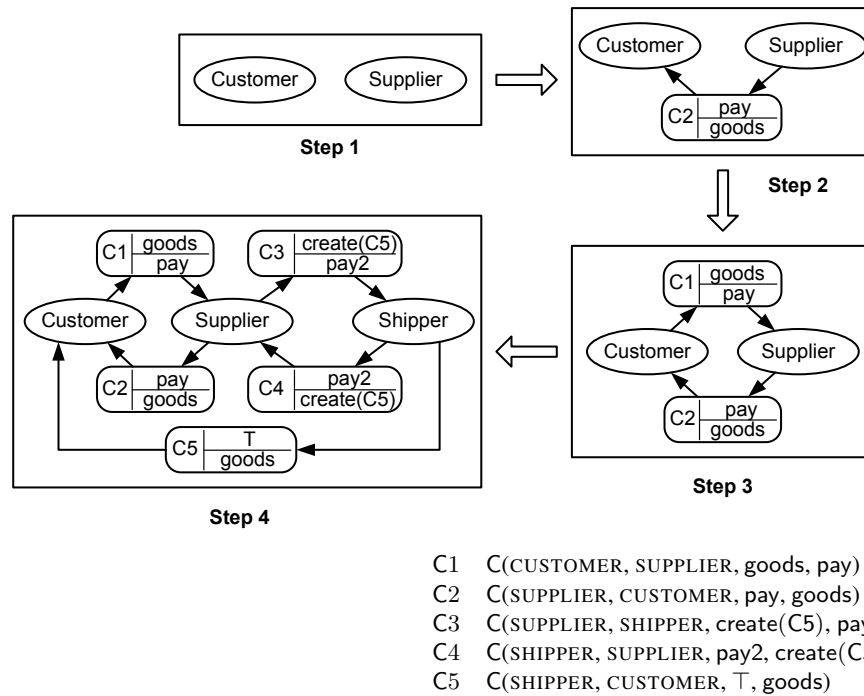 Customer
Supplier
Step 1
Customer
Supplier
C2
pay
goods
Step 2
C1
goods
pay
Customer
Supplier
C2
pay
goods
Step 3
C1
goods
pay
C3
create(C5)
pay2
Customer
Supplier
Shipper
C2
pay
goods
C4
pay2
create(C5)
C5
T
goods
Step 4
C1 C(CUSTOMER, SUPPLIER, goods, pay)
C2 C(SUPPLIER, CUSTOMER, pay, goods)
C3 C(SUPPLIER, SHIPPER, create(C5), pay
C4 C(SHIPPER, SUPPLIER, pay2, create(C
C5 C(SHIPPER, CUSTOMER, ⊤, goods)